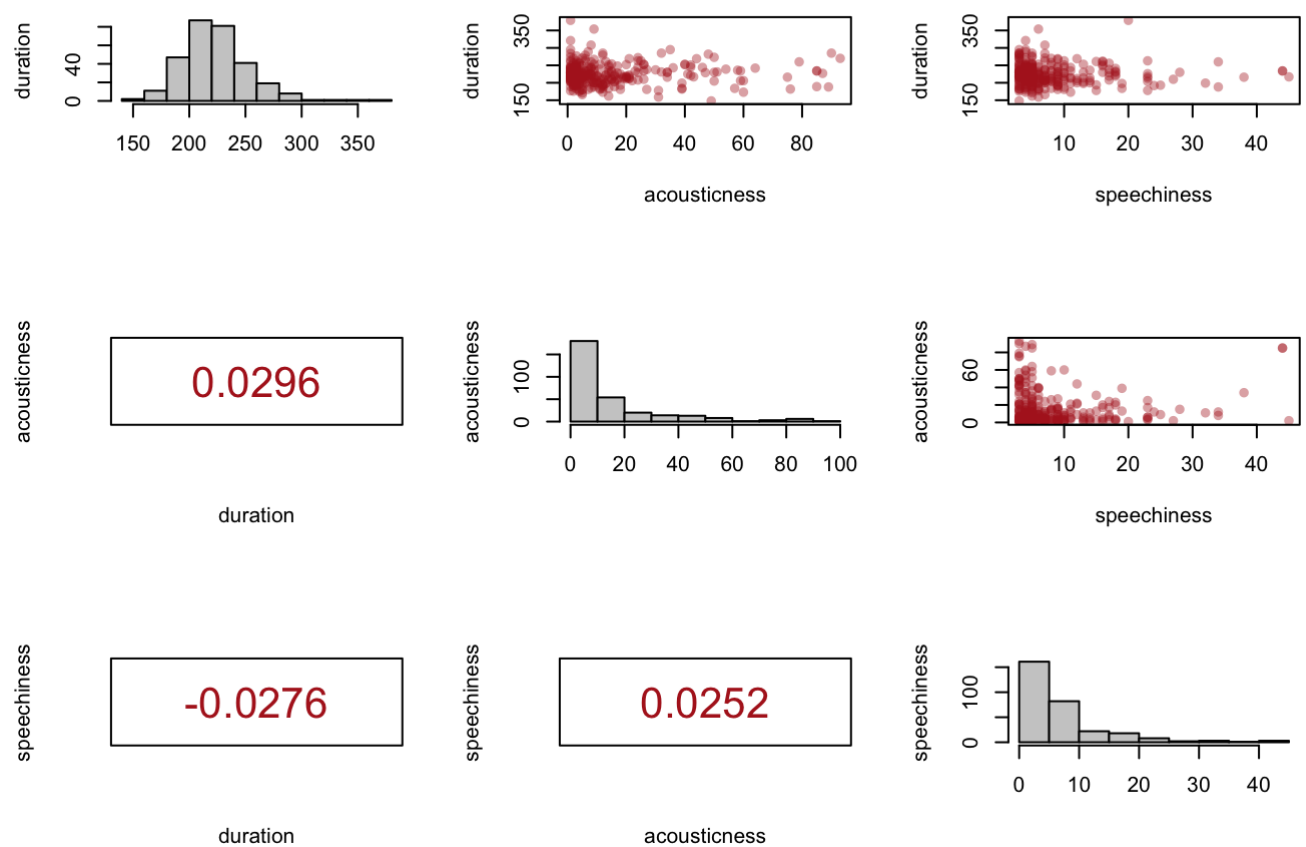 duration
0 40
150 200 250 300 350
duration
150 350
0 20 40 60 80
acousticness
duration
150 350
10 20 30 40
speechiness
acousticness
0.0296
duration
acousticness
0 100
0 20 40 60 80 100
acousticness
0 60
10 20 30 40
speechiness
speechiness
-0.0276
duration
speechiness
0.0252
acousticness
speechiness
0 100
0 10 20 30 40